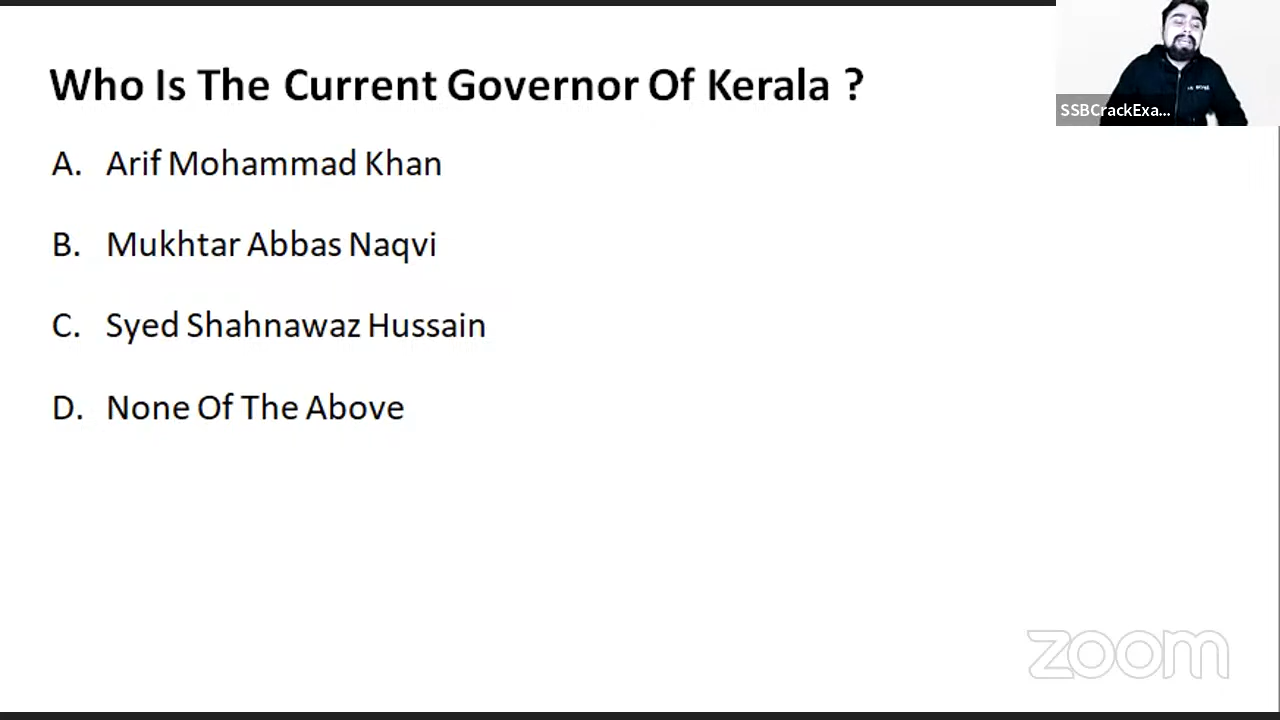 Who Is The Current Governor Of Kerala ?
SSBCrackExa...
A. Arif Mohammad Khan
B. Mukhtar Abbas Naqvi
C. Syed Shahnawaz Hussain
D. None Of The Above
zoom